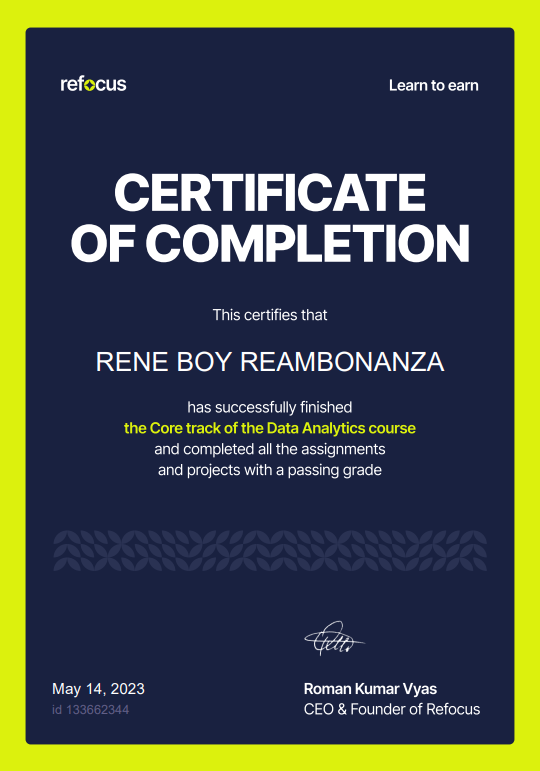 refocus
Learn to earn
CERTIFICATE
OF COMPLETION
This certifies that
RENE BOY REAMBONANZA
has successfully finished
the Core track of the Data Analytics course
and completed all the assignments
and projects with a passing grade
May 14, 2023
id 133662344
Roman Kumar Vyas
CEO & Founder of Refocus